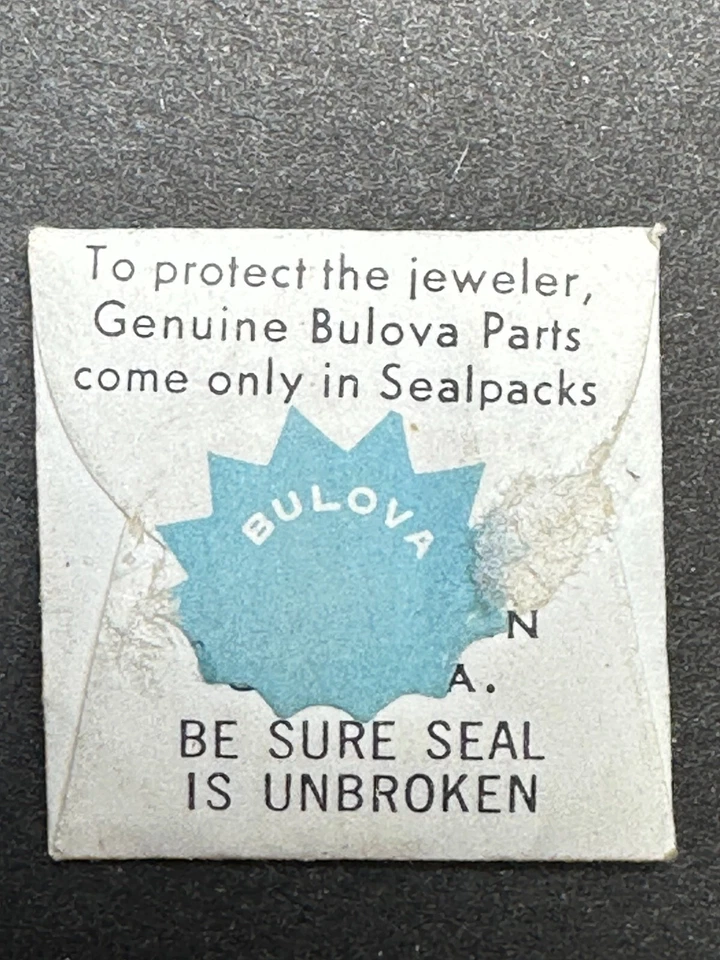 To protect the jeweler,
Genuine Bulova Parts
come only in Sealpacks
BULOVA
N
A.
BE SURE SEAL
IS UNBROKEN